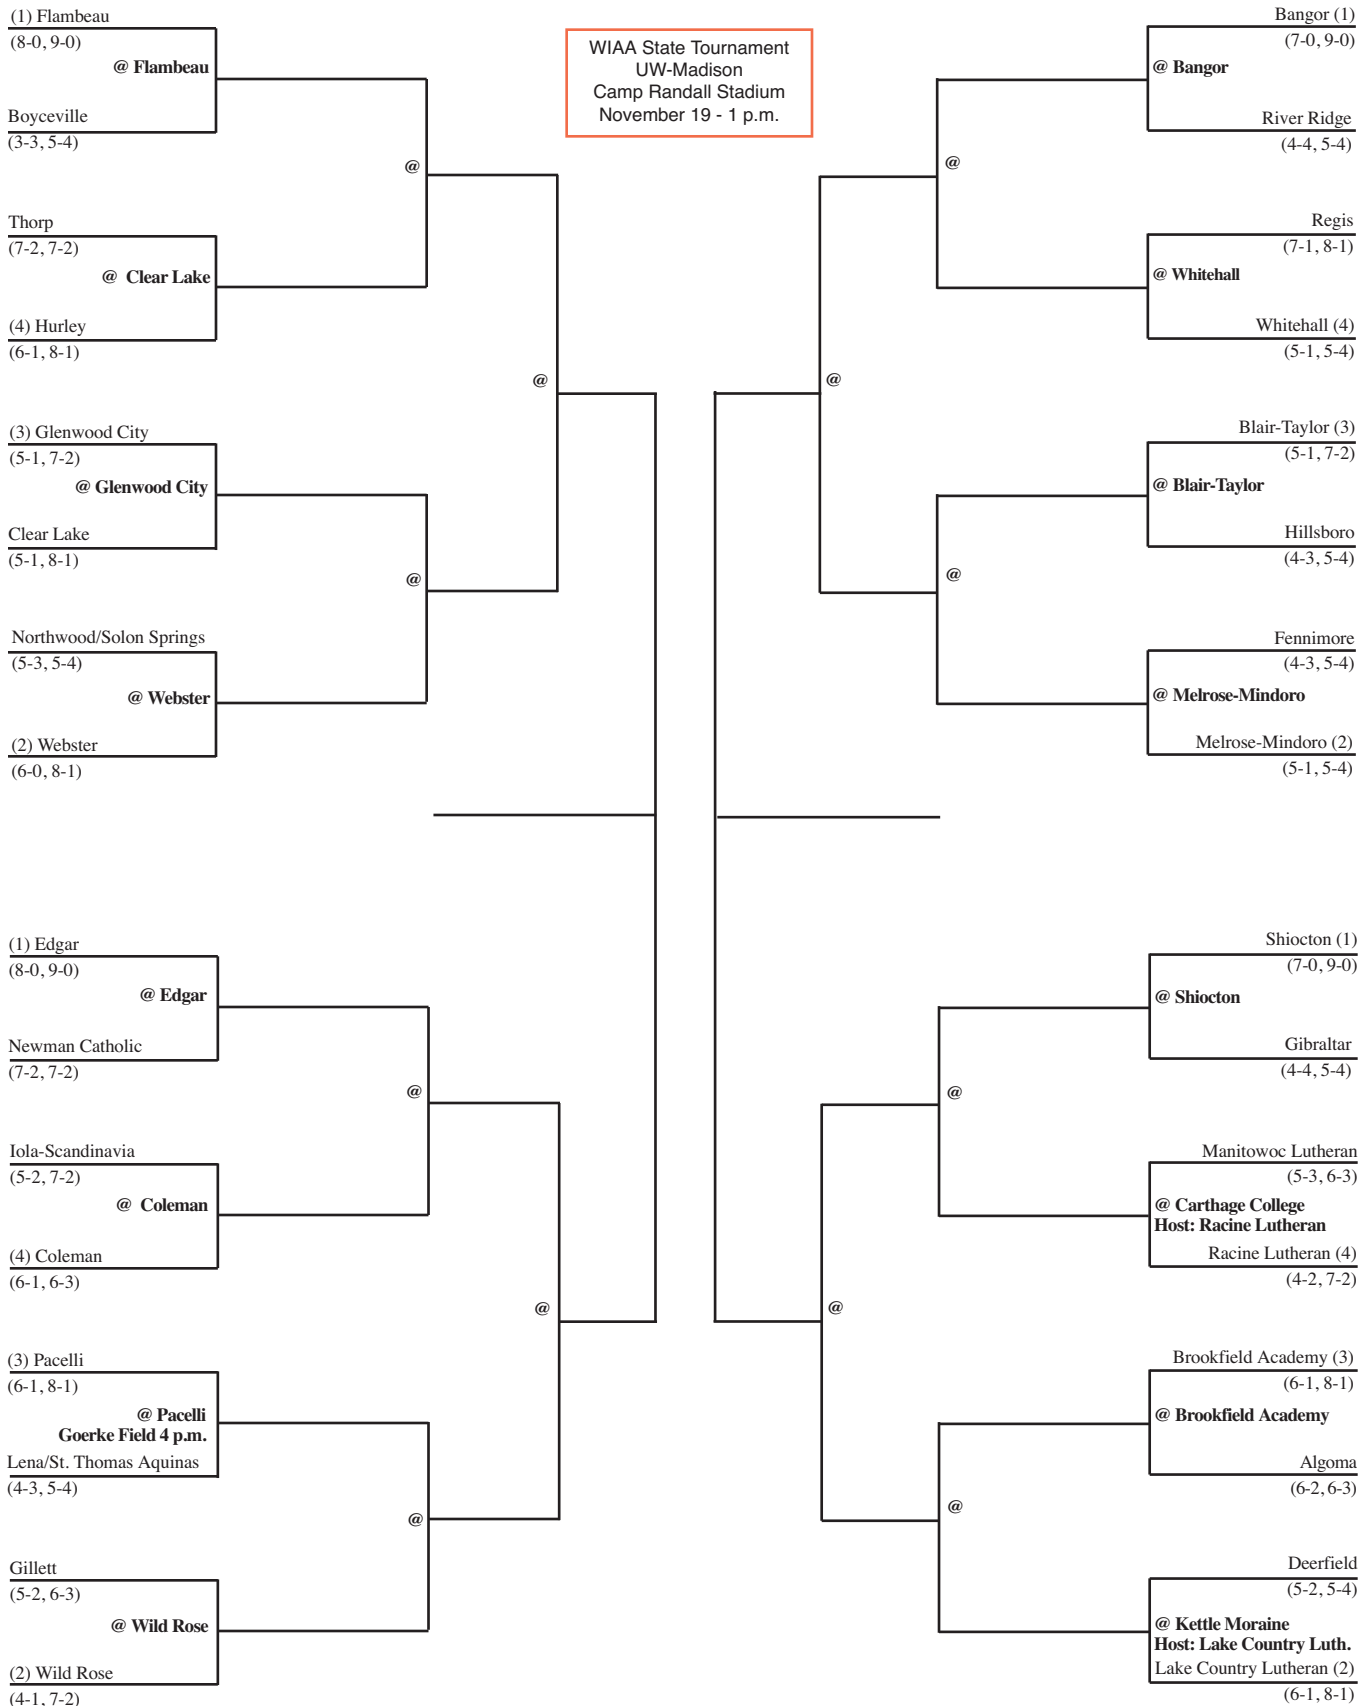 (1) Flambeau
(8-0, 9-0)
@ Flambeau
Boyceville
(3-3, 5-4)
@
Thorp
(7-2, 7-2)
@ Clear Lake
(4) Hurley
(6-1, 8-1)
@
(3) Glenwood City
(5-1, 7-2)
@ Glenwood City
Clear Lake
(5-1, 8-1)
@
Northwood/Solon Springs
(5-3, 5-4)
@ Webster
(2) Webster
(6-0, 8-1)
(1) Edgar
(8-0, 9-0)
@ Edgar
Newman Catholic
(7-2, 7-2)
@
Iola-Scandinavia
(5-2, 7-2)
@ Coleman
(4) Coleman
(6-1, 6-3)
@
(3) Pacelli
(6-1, 8-1)
@ Pacelli
Goerke Field 4 p.m.
Lena/St. Thomas Aquinas
(4-3, 5-4)
@
Gillett
(5-2, 6-3)
@ Wild Rose
(2) Wild Rose
(4-1, 7-2)
WIAA State Tournament
UW-Madison
Camp Randall Stadium
November 19 - 1 p.m.
Bangor (1)
(7-0, 9-0)
@ Bangor
River Ridge
(4-4, 5-4)
@
Regis
(7-1, 8-1)
@ Whitehall
Whitehall (4)
(5-1, 5-4)
@
Blair-Taylor (3)
(5-1, 7-2)
@ Blair-Taylor
Hillsboro
(4-3, 5-4)
@
Fennimore
(4-3, 5-4)
@ Melrose-Mindoro
Melrose-Mindoro (2)
(5-1, 5-4)
Shiocton (1)
(7-0, 9-0)
@ Shiocton
Gibraltar
(4-4, 5-4)
@
Manitowoc Lutheran
(5-3, 6-3)
@ Carthage College
Host: Racine Lutheran
Racine Lutheran (4)
(4-2, 7-2)
@
Brookfield Academy (3)
(6-1, 8-1)
@ Brookfield Academy
Algoma
(6-2, 6-3)
@
Deerfield
(5-2, 5-4)
@ Kettle Moraine
Host: Lake Country Luth.
Lake Country Lutheran (2)
(6-1, 8-1)